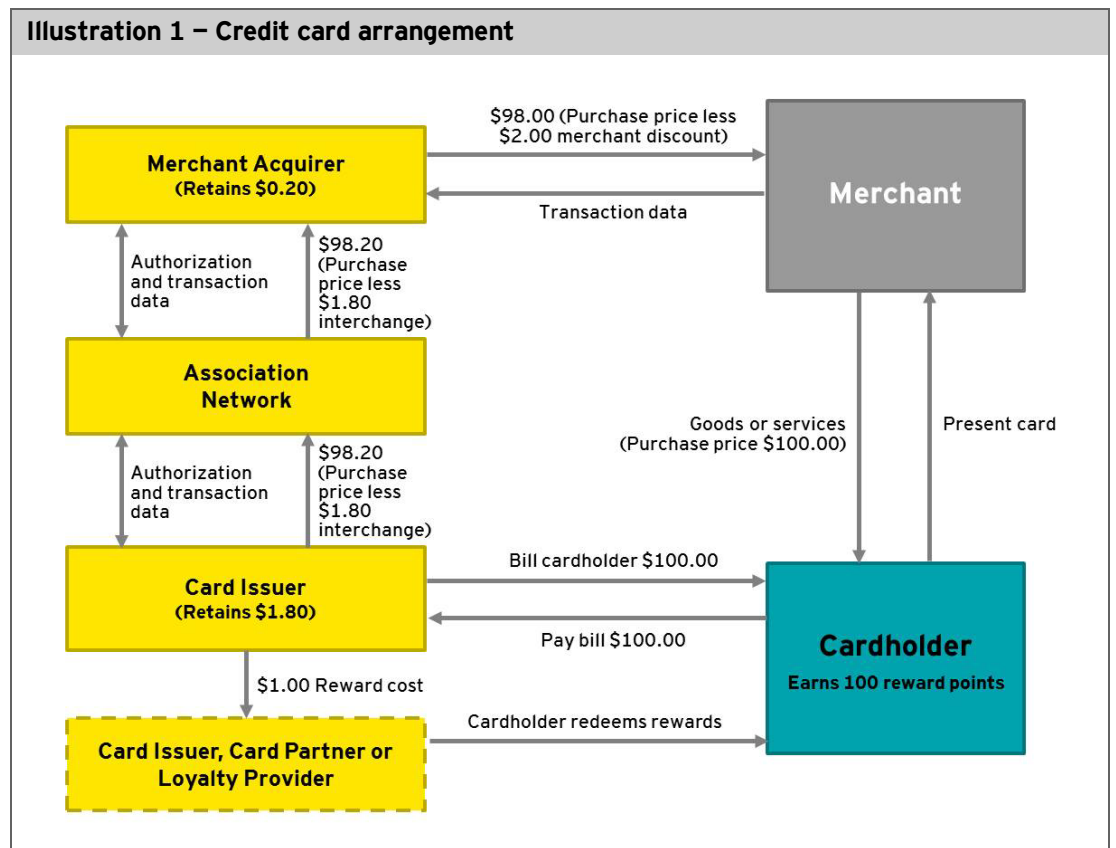 Illustration 1 – Credit card arrangement
$98.00 (Purchase price less
$2.00 merchant discount)
Merchant Acquirer
(Retains $0.20)
Merchant
Transaction data
Authorization
and transaction
data
$98.20
(Purchase
price less
$1.80
interchange)
Association
Network
Goods or services
(Purchase price $100.00)
Present card
Authorization
and transaction
data
$98.20
(Purchase
price less
$1.80
interchange)
Bill cardholder $100.00
Card Issuer
(Retains $1.80)
Pay bill $100.00
Cardholder
Earns 100 reward points
$1.00 Reward cost
Cardholder redeems rewards
Card Issuer, Card Partner or
Loyalty Provider